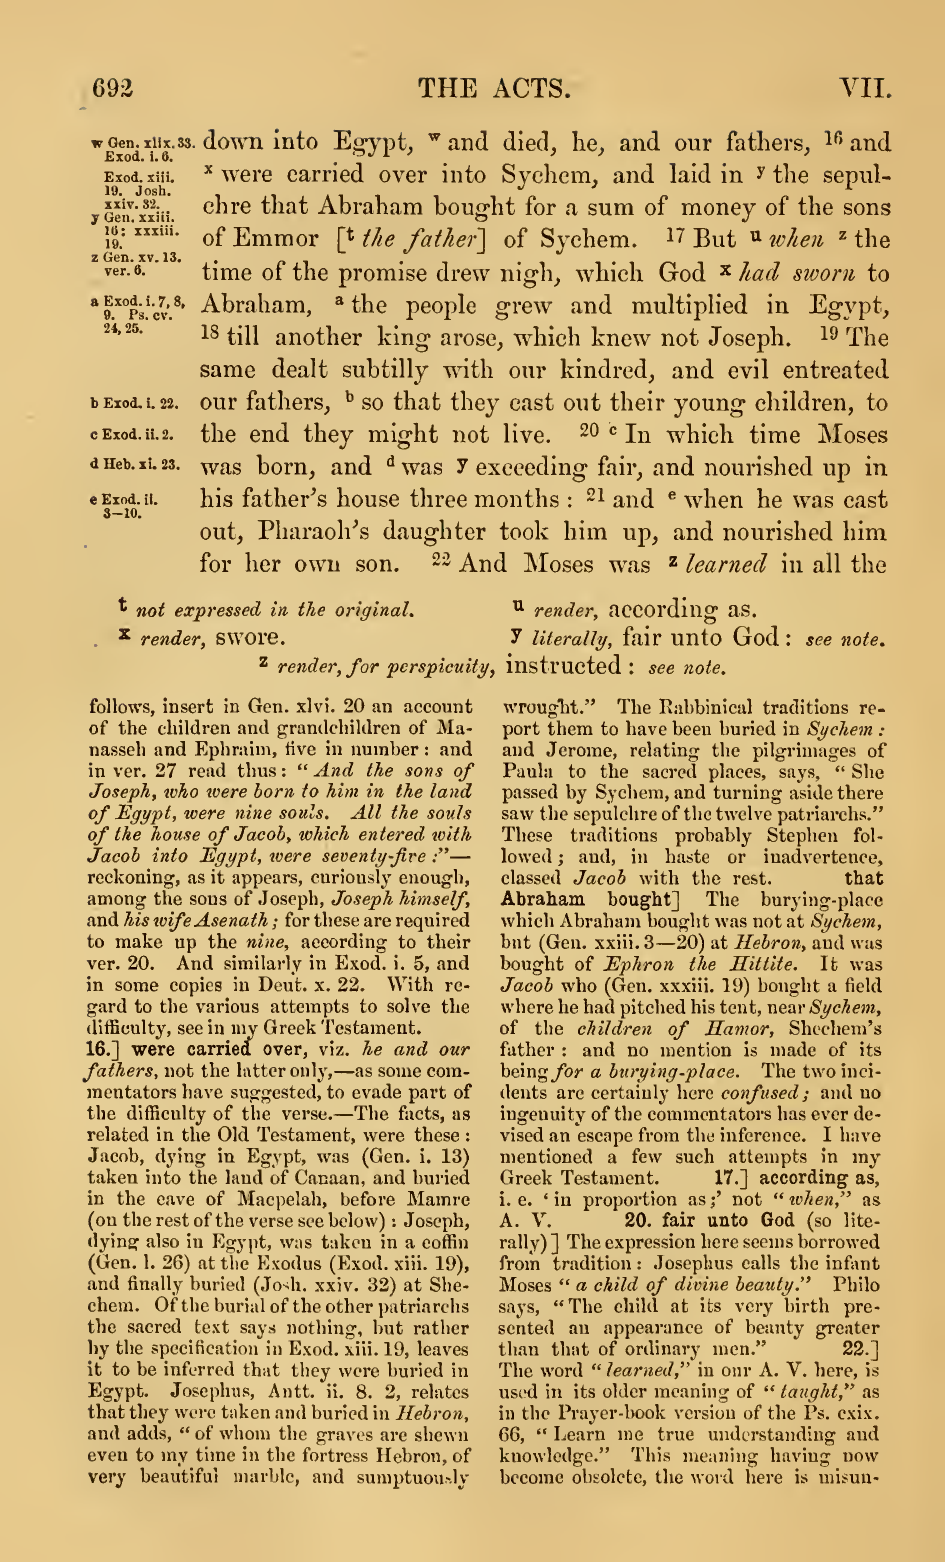 692
THE ACTS.
VII.
w Gen. xlix. 33.
Exod. i. 6.
Exod. xiii.
19. Josh.
xxiv. 32.
y Gen. xxiii.
16: xxxiii.
19.
z Gen. xv. 13.
ver. 6.
a Exod. i. 7, 8,
9. Ps. cv.
24, 25.
b Exod. i. 22.
c Exod. ii. 2.
d Heb. xi. 23.
e Exod. ii.
3—10.
down into Egypt, w and died, he, and our fathers, 16 and
x were carried over into Sychem, and laid in y the sepul-
chre that Abraham bought for a sum of money of the sons
of Emmor [t the father] of Sychem. 17 But u when z the
time of the promise drew nigh, which God x had sworn to
Abraham, a the people grew and multiplied in Egypt,
18 till another king arose, which knew not Joseph. 19 The
same dealt subtilly with our kindred, and evil entreated
our fathers, b so that they cast out their young children, to
the end they might not live. 20 c In which time Moses
was born, and d was y exceeding fair, and nourished up in
his father's house three months : 21 and e when he was cast
out, Pharaoh's daughter took him up, and nourished him
for her own son. 22 And Moses was z learned in all the
t not expressed in the original.
u render, according as.
x render, swore.
y literally, fair unto God : see note.
z render, for perspicuity, instructed : see note.
follows, insert in Gen. xlvi. 20 an account
of the children and grandchildren of Ma-
nasseh and Ephraim, five in number : and
in ver. 27 read thus : “ And the sons of
Joseph, who were born to him in the land
of Egypt, were nine souls. All the souls
of the house of Jacob, which entered with
Jacob into Egypt, were seventy-five :”—
reckoning, as it appears, curiously enough,
among the sons of Joseph, Joseph himself,
and his wife Asenath ; for these are required
to make up the nine, according to their
ver. 20. And similarly in Exod. i. 5, and
in some copies in Deut. x. 22. With re-
gard to the various attempts to solve the
difficulty, see in my Greek Testament.
16.] were carried over, viz. he and our
fathers, not the latter only,—as some com-
mentators have suggested, to evade part of
the difficulty of the verse.—The facts, as
related in the Old Testament, were these :
Jacob, dying in Egypt, was (Gen. i. 13)
taken into the land of Canaan, and buried
in the cave of Macpelah, before Mamre
(on the rest of the verse see below) : Joseph,
dying also in Egypt, was taken in a coffin
(Gen. l. 26) at the Exodus (Exod. xiii. 19),
and finally buried (Josh. xxiv. 32) at She-
chem. Of the burial of the other patriarchs
the sacred text says nothing, but rather
by the specification in Exod. xiii. 19, leaves
it to be inferred that they were buried in
Egypt. Josephus, Antt. ii. 8. 2, relates
that they were taken and buried in Hebron,
and adds, “ of whom the graves are shewn
even to my time in the fortress Hebron, of
very beautiful marble, and sumptuously
wrought.” The Rabbinical traditions re-
port them to have been buried in Sychem :
and Jerome, relating the pilgrimages of
Paula to the sacred places, says, “ She
passed by Sychem, and turning aside there
saw the sepulchre of the twelve patriarchs.”
These traditions probably Stephen fol-
lowed ; and, in haste or inadvertence,
classed Jacob with the rest. that
Abraham bought] The burying-place
which Abraham bought was not at Sychem,
but (Gen. xxiii. 3—20) at Hebron, and was
bought of Ephron the Hittite. It was
Jacob who (Gen. xxxiii. 19) bought a field
where he had pitched his tent, near Sychem,
of the children of Hamor, Shechem's
father : and no mention is made of its
being for a burying-place. The two inci-
dents are certainly here confused ; and no
ingenuity of the commentators has ever de-
vised an escape from the inference. I have
mentioned a few such attempts in my
Greek Testament. 17.] according as,
i. e. ‘ in proportion as ;’ not “ when,” as
A. V. 20. fair unto God (so lite-
rally) ] The expression here seems borrowed
from tradition : Josephus calls the infant
Moses “ a child of divine beauty.” Philo
says, “ The child at its very birth pre-
sented an appearance of beauty greater
than that of ordinary men.” 22.]
The word “ learned,” in our A. V. here, is
used in its older meaning of “ taught,” as
in the Prayer-book version of the Ps. cxix.
66, “ Learn me true understanding and
knowledge.” This meaning having now
become obsolete, the word here is misun-